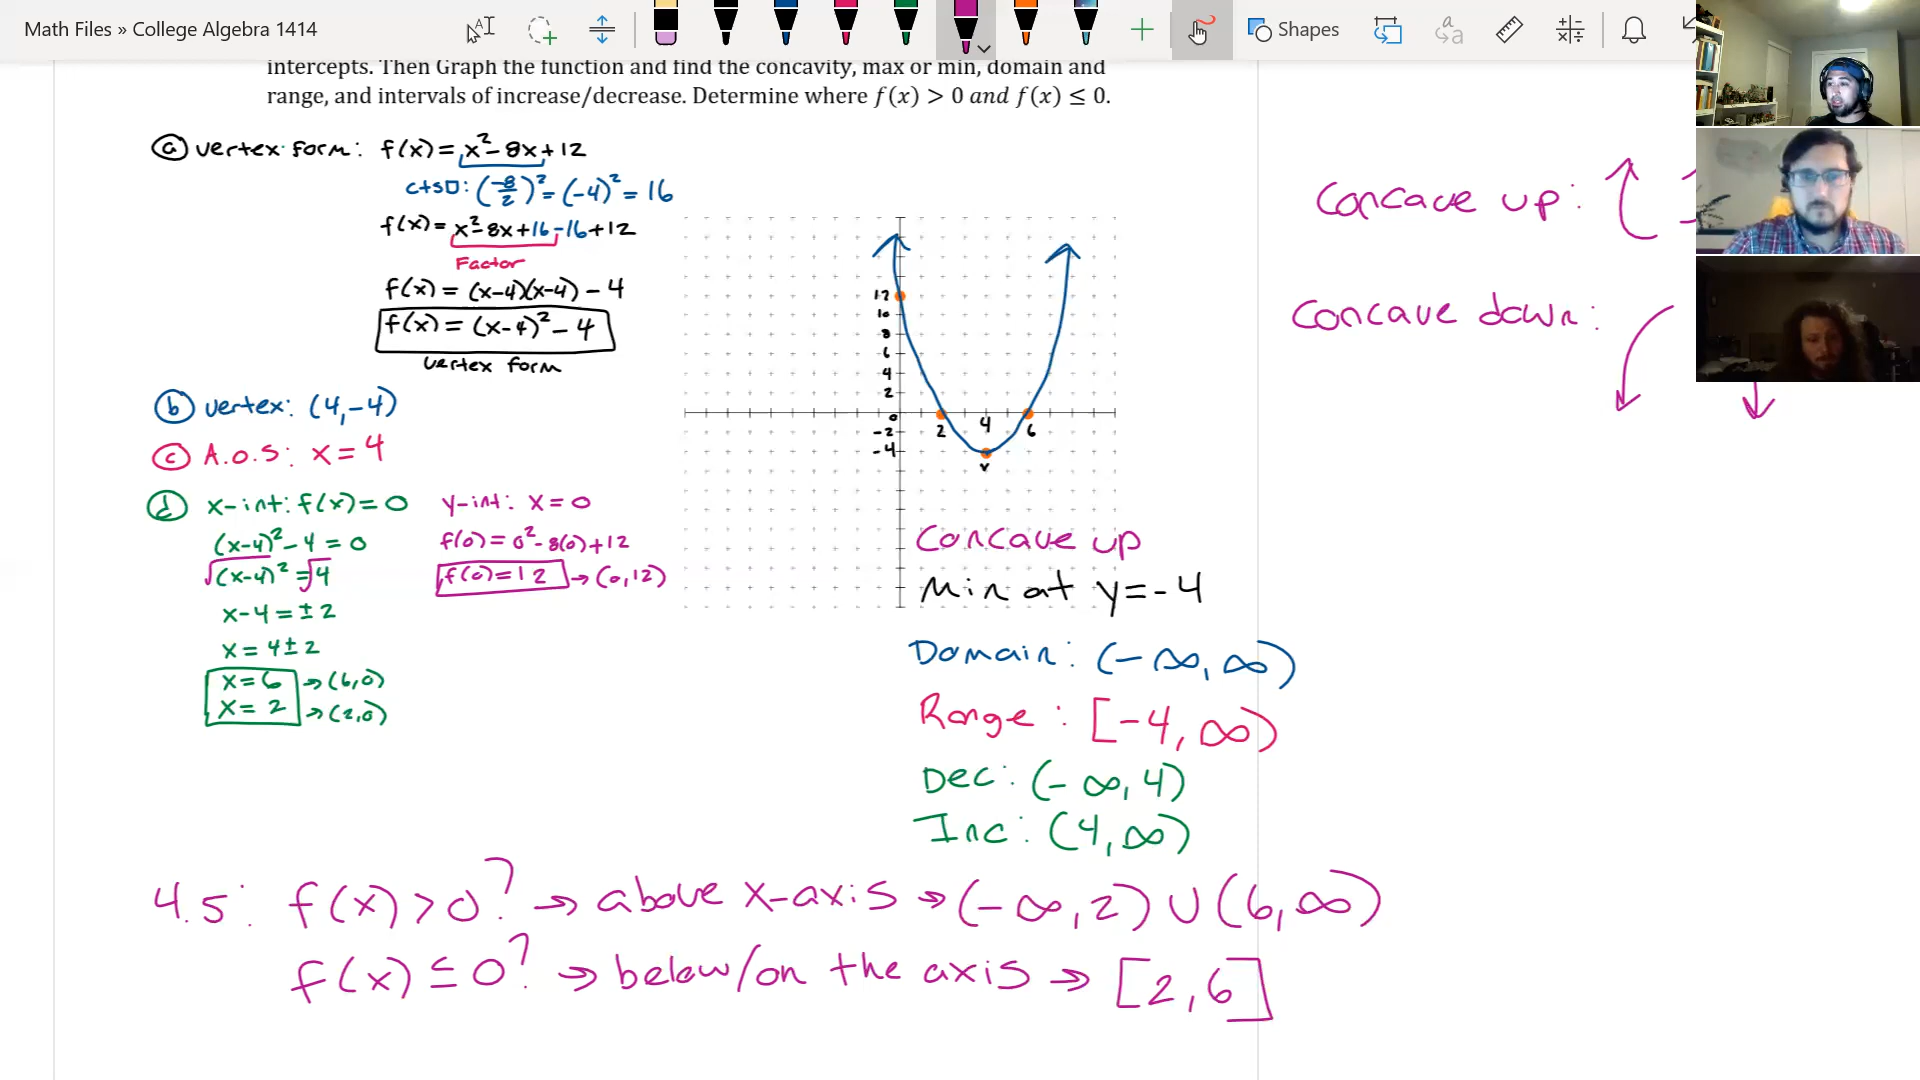 Math Files » College Algebra 1414
Shapes
intercepts. Then Graph the function and find the concavity, max or min, domain and
range, and intervals of increase/decrease. Determine where f(x) > 0 and f(x) ≤ 0.
(a) vertex form: f(x) = x² - 8x + 12
cts□: (-8/2)² = (-4)² = 16
f(x) = x² - 8x + 16 - 16 + 12
Factor
f(x) = (x-4)(x-4) - 4
f(x) = (x-4)² - 4
vertex form
(b) vertex: (4,-4)
(c) A.o.S: x = 4
(d) x-int: f(x) = 0
(x-4)² - 4 = 0
√(x-4)² = √4
x-4 = ± 2
x = 4 ± 2
x = 6 → (6,0)
x = 2 → (2,0)
y-int: x = 0
f(0) = 0² - 8(0) + 12
f(0) = 12 → (0,12)
12
10
8
6
4
2
0
-2
-4
2 4 6
v
Concave up
Min at y = -4
Domain: (-∞, ∞)
Range: [-4, ∞)
Dec: (-∞, 4)
Inc: (4, ∞)
4.5: f(x) > 0? → above x-axis → (-∞, 2) ∪ (6, ∞)
f(x) ≤ 0? → below/on the axis → [2, 6]
Concave up:
Concave down: